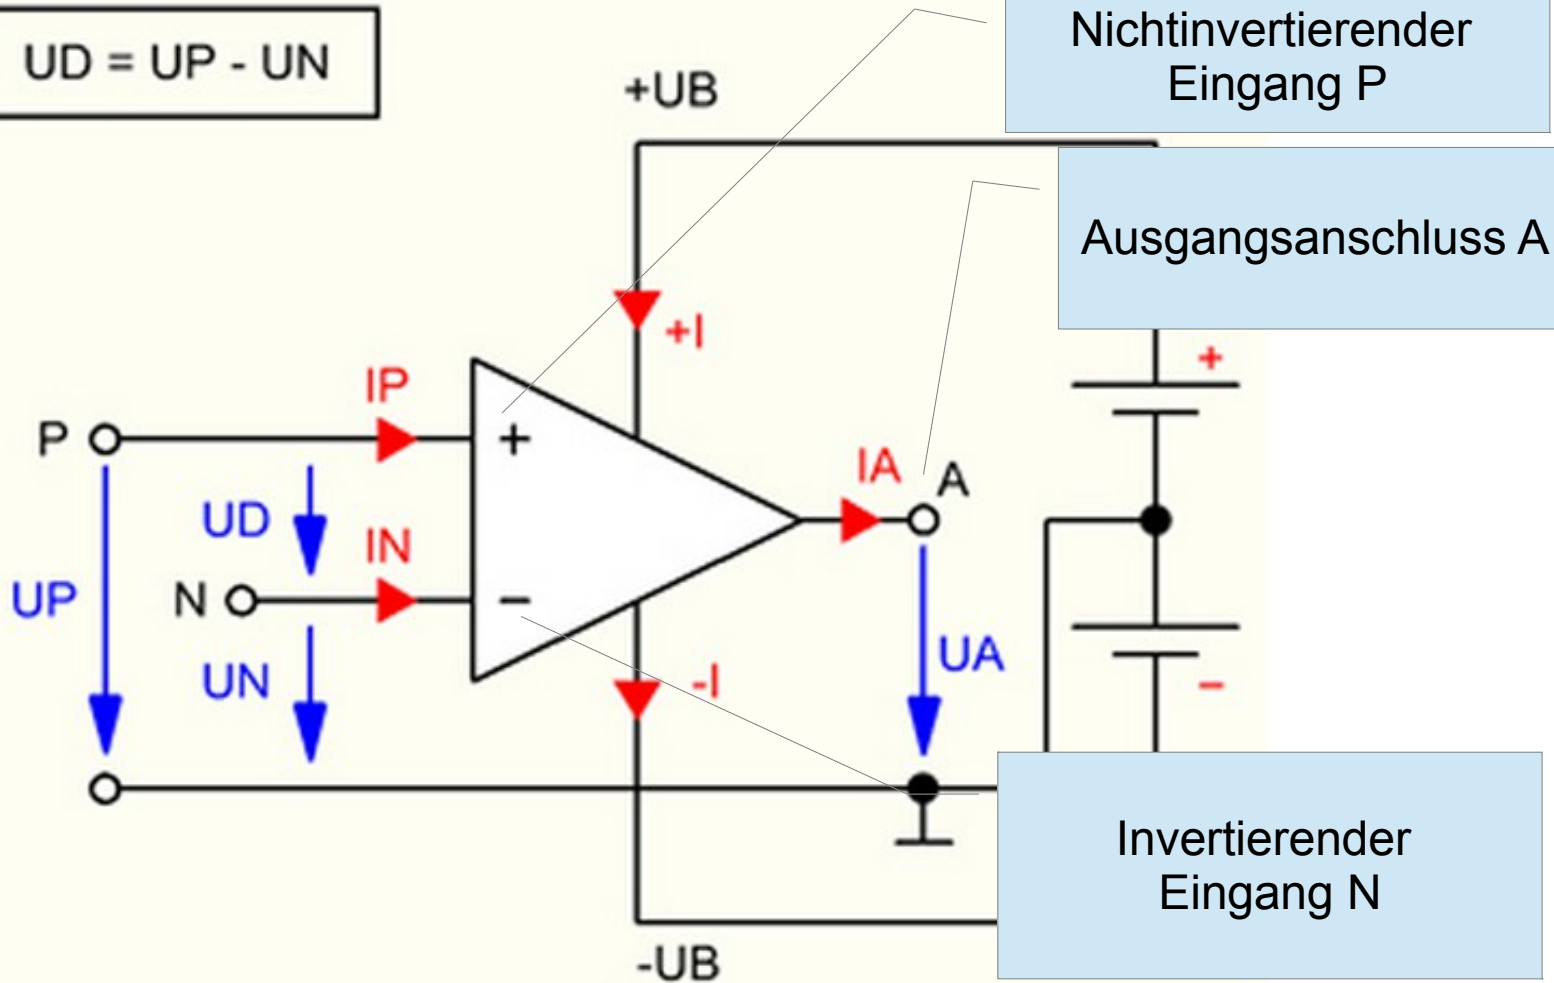 UD = UP - UN
Nichtinvertierender
Eingang P
+UB
Ausgangsanschluss A
+I
+
IP
P
+
IA
A
UD
IN
UP
N
–
UN
-I
UA
–
Invertierender
Eingang N
-UB